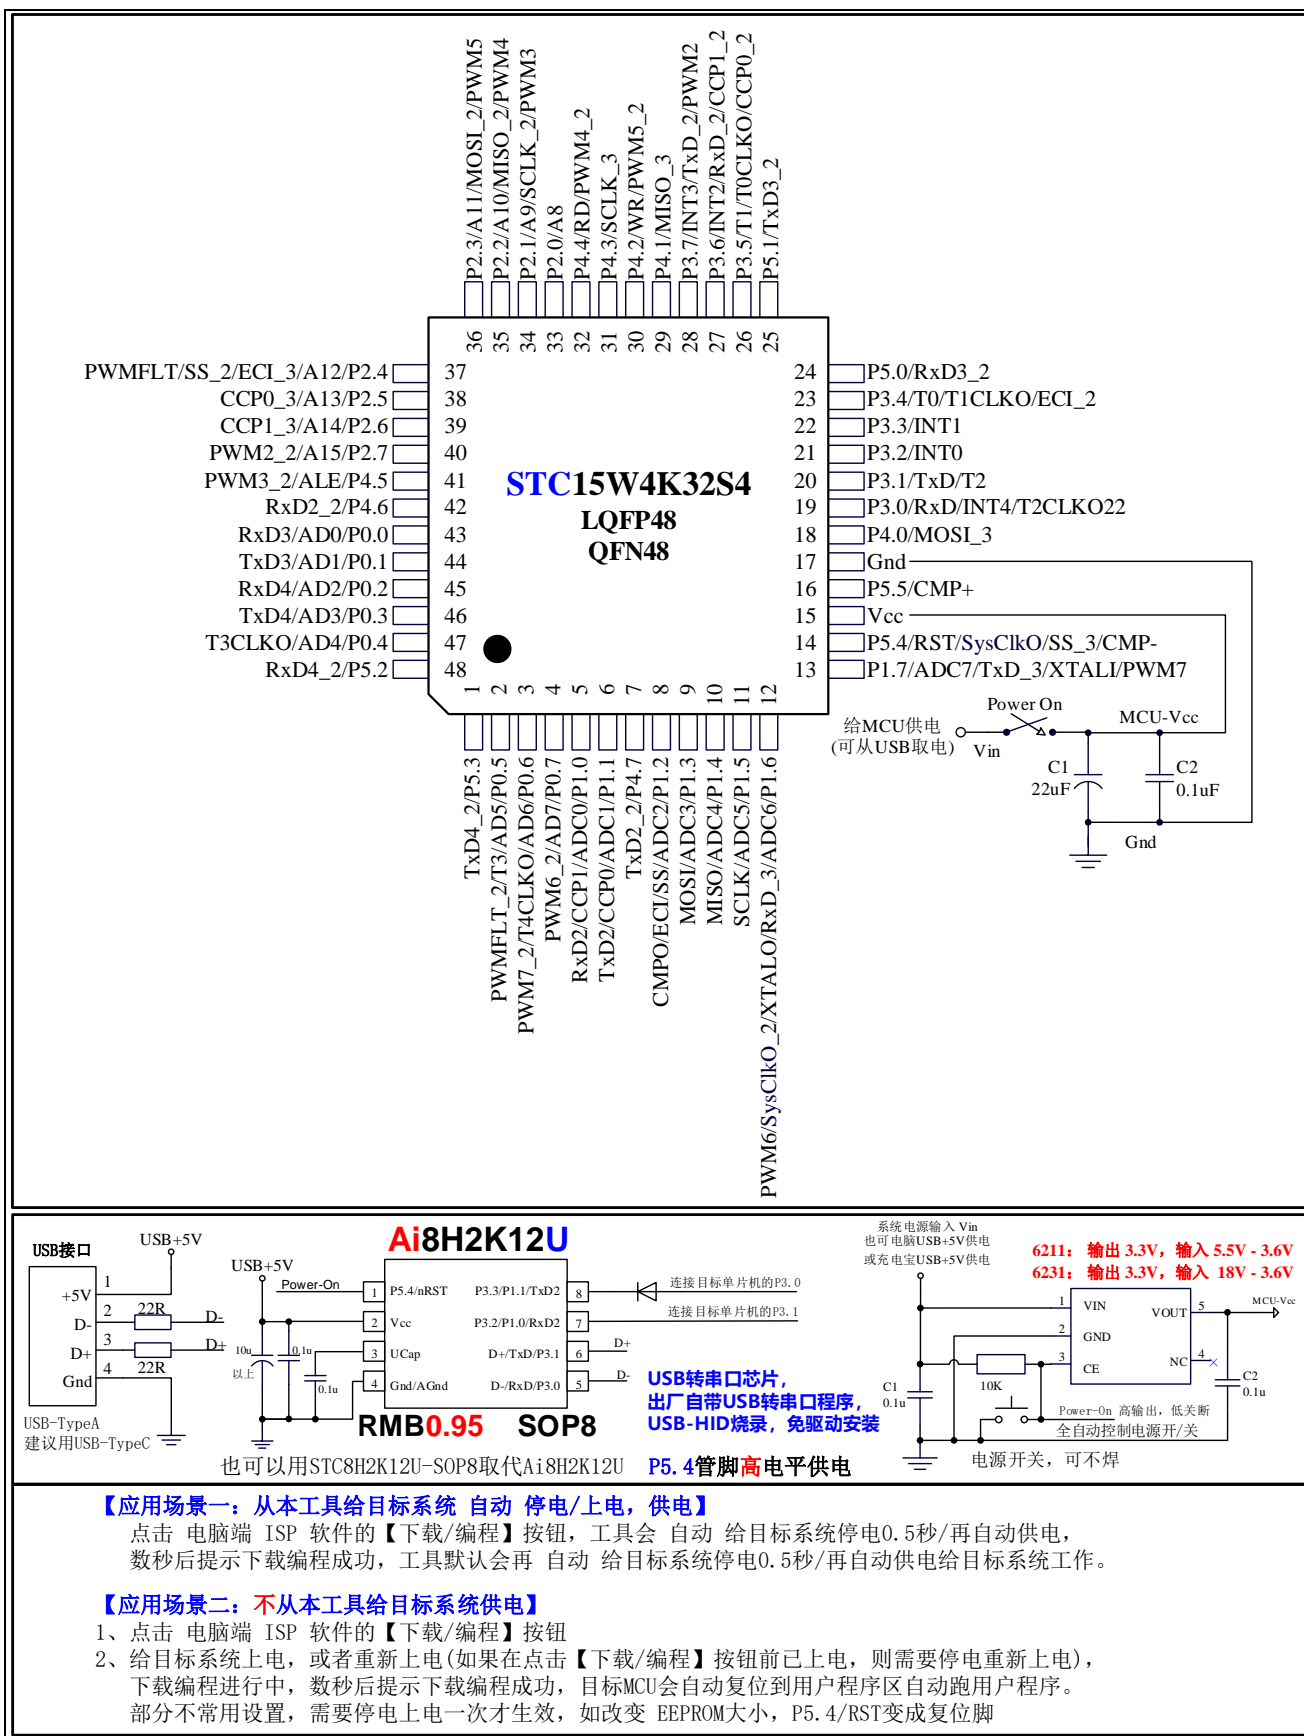 P2.3/A11/MOSI_2/PWM5
P2.2/A10/MISO_2/PWM4
P2.1/A9/SCLK_2/PWM3
P2.0/A8
P4.4/RD/PWM4_2
P4.3/SCLK_3
P4.2/WR/PWM5_2
P4.1/MISO_3
P3.7/INT3/TxD_2/PWM2
P3.6/INT2/RxD_2/CCP1_2
P3.5/T1/T0CLKO/CCP0_2
P5.1/TxD3_2
36 35 34 33 32 31 30 29 28 27 26 25
PWMFLT/SS_2/ECI_3/A12/P2.4 37
CCP0_3/A13/P2.5 38
CCP1_3/A14/P2.6 39
PWM2_2/A15/P2.7 40
PWM3_2/ALE/P4.5 41
RxD2_2/P4.6 42
RxD3/AD0/P0.0 43
TxD3/AD1/P0.1 44
RxD4/AD2/P0.2 45
TxD4/AD3/P0.3 46
T3CLKO/AD4/P0.4 47
RxD4_2/P5.2 48
STC15W4K32S4
LQFP48
QFN48
24 P5.0/RxD3_2
23 P3.4/T0/T1CLKO/ECI_2
22 P3.3/INT1
21 P3.2/INT0
20 P3.1/TxD/T2
19 P3.0/RxD/INT4/T2CLKO22
18 P4.0/MOSI_3
17 Gnd
16 P5.5/CMP+
15 Vcc
14 P5.4/RST/SysClkO/SS_3/CMP-
13 P1.7/ADC7/TxD_3/XTALI/PWM7
1 2 3 4 5 6 7 8 9 10 11 12
TxD4_2/P5.3
PWMFLT_2/T3/AD5/P0.5
PWM7_2/T4CLKO/AD6/P0.6
PWM6_2/AD7/P0.7
RxD2/CCP1/ADC0/P1.0
TxD2/CCP0/ADC1/P1.1
TxD2_2/P4.7
CMPO/ECI/SS/ADC2/P1.2
MOSI/ADC3/P1.3
MISO/ADC4/P1.4
SCLK/ADC5/P1.5
PWM6/SysClkO_2/XTALO/RxD_3/ADC6/P1.6
Power On
给MCU供电
(可从USB取电)
Vin
MCU-Vcc
C1
22uF
C2
0.1uF
Gnd
USB接口
USB+5V
+5V 1
D- 2 22R D-
D+ 3 22R D+
Gnd 4
USB-TypeA
建议用USB-TypeC
USB+5V
10u
以上
0.1u
0.1u
Power-On
Ai8H2K12U
1 P5.4/nRST P3.3/P1.1/TxD2 8
2 Vcc P3.2/P1.0/RxD2 7
3 UCap D+/TxD/P3.1 6 D+
4 Gnd/AGnd D-/RxD/P3.0 5 D-
连接目标单片机的P3.0
连接目标单片机的P3.1
RMB0.95 SOP8
USB转串口芯片，
出厂自带USB转串口程序，
USB-HID烧录，免驱动安装
也可以用STC8H2K12U-SOP8取代Ai8H2K12U
P5.4管脚高电平供电
系统电源输入 Vin
也可电脑USB+5V供电
或充电宝USB+5V供电
6211： 输出 3.3V，输入 5.5V - 3.6V
6231： 输出 3.3V，输入 18V - 3.6V
1 VIN VOUT 5 MCU-Vcc
2 GND
3 CE NC 4
10K
C1
0.1u
C2
0.1u
Power-On 高输出，低关断
全自动控制电源开/关
电源开关，可不焊
【应用场景一：从本工具给目标系统 自动 停电/上电，供电】
点击 电脑端 ISP 软件的【下载/编程】按钮，工具会 自动 给目标系统停电0.5秒/再自动供电，
数秒后提示下载编程成功，工具默认会再 自动 给目标系统停电0.5秒/再自动供电给目标系统工作。
【应用场景二：不从本工具给目标系统供电】
1、点击 电脑端 ISP 软件的【下载/编程】按钮
2、给目标系统上电，或者重新上电(如果在点击【下载/编程】按钮前已上电，则需要停电重新上电)，
下载编程进行中，数秒后提示下载编程成功，目标MCU会自动复位到用户程序区自动跑用户程序。
部分不常用设置，需要停电上电一次才生效，如改变 EEPROM大小，P5.4/RST变成复位脚